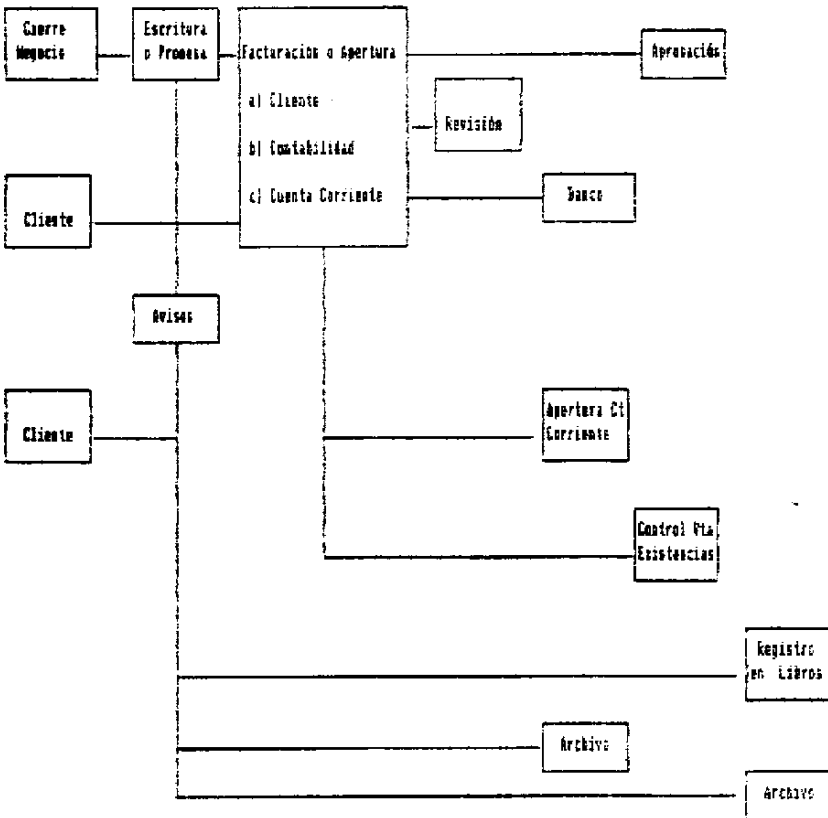 Cierre
Negocio
Escritura
o Promesa
Facturación o Apertura
a) Cliente
b) Contabilidad
c) Cuenta Corriente
Aprobación
Revisión
Cliente
Banco
Avisos
Cliente
Apertura Ct
Corriente
Control Vta
Existencias
Registro
en Libros
Archivo
Archivo